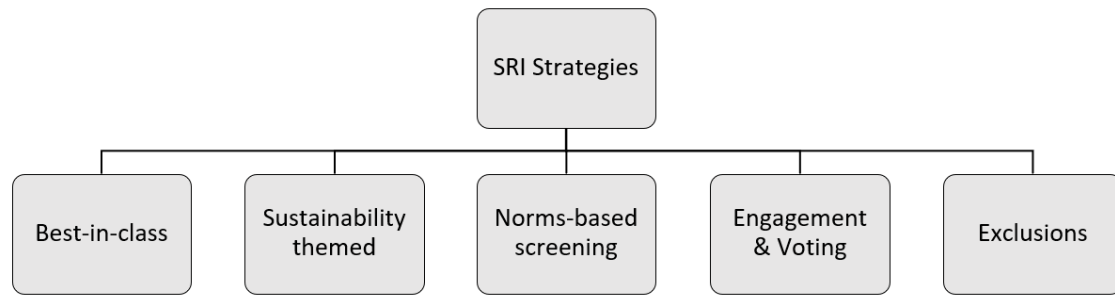 SRI Strategies
Best-in-class
Sustainability
themed
Norms-based
screening
Engagement
& Voting
Exclusions